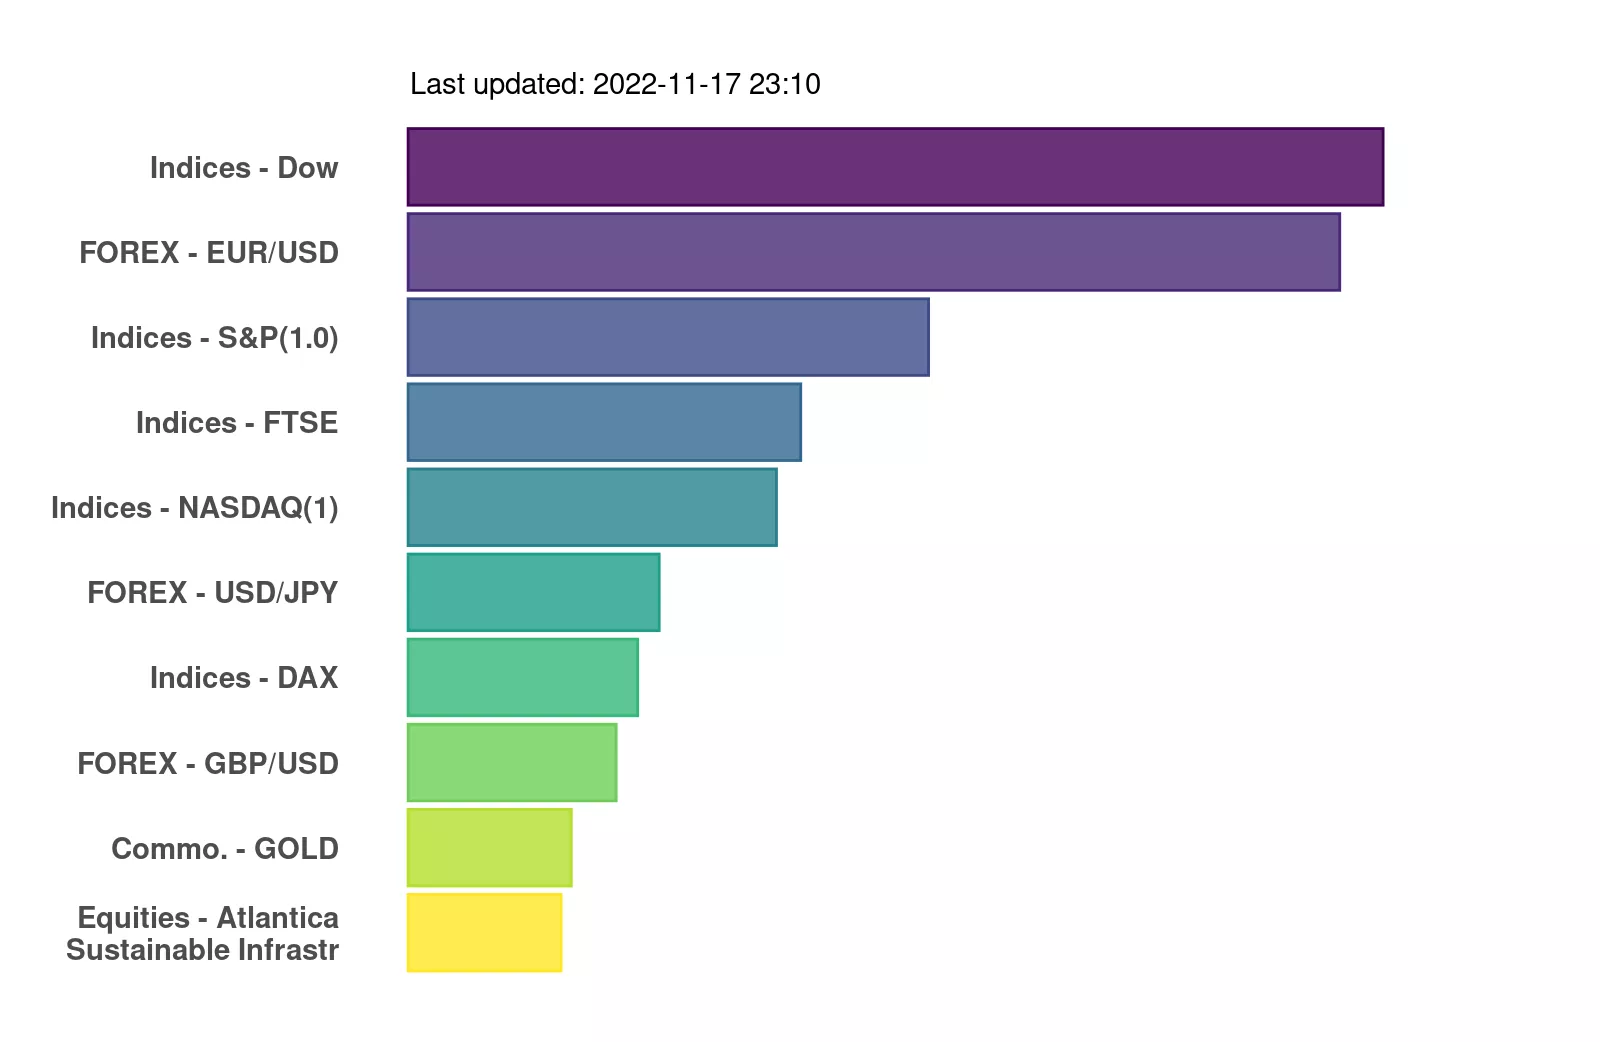 Last updated: 2022-11-17 23:10
Indices - Dow
FOREX - EUR/USD
Indices - S&P(1.0)
Indices - FTSE
Indices - NASDAQ(1)
FOREX - USD/JPY
Indices - DAX
FOREX - GBP/USD
Commo. - GOLD
Equities - Atlantica
Sustainable Infrastr